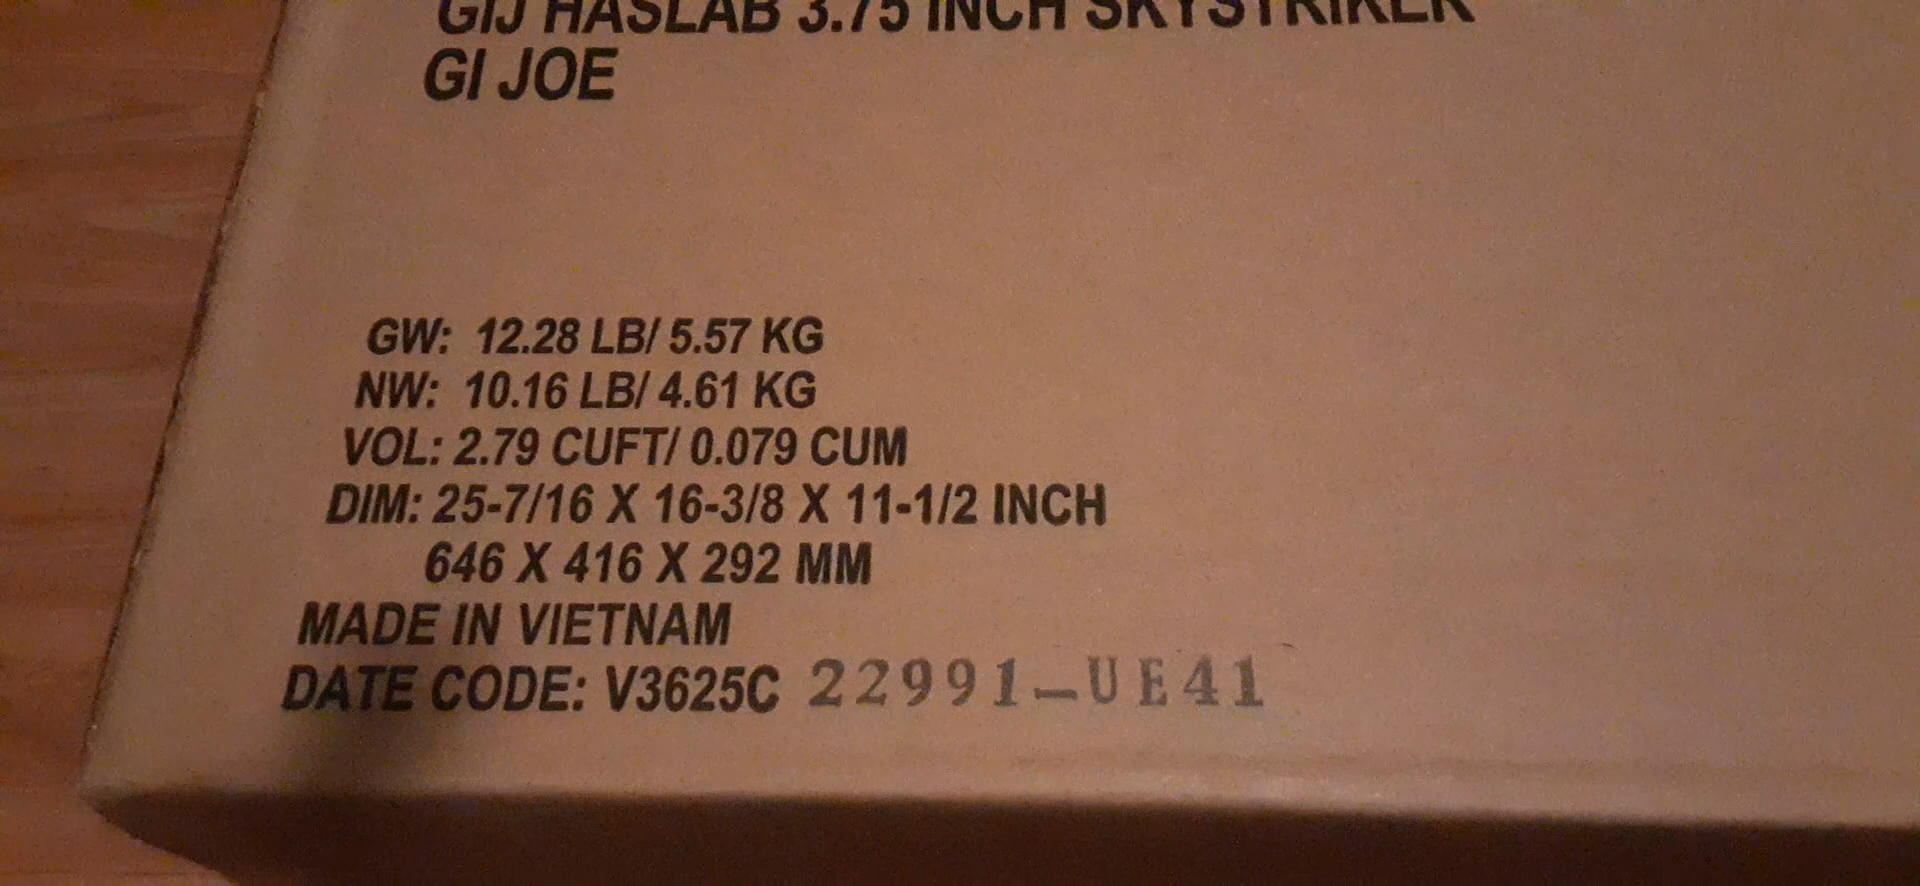 GIJ HASLAB 3.75 INCH SKYSTRIKER
GI JOE
GW: 12.28 LB/ 5.57 KG
NW: 10.16 LB/ 4.61 KG
VOL: 2.79 CUFT/ 0.079 CUM
DIM: 25-7/16 X 16-3/8 X 11-1/2 INCH
646 X 416 X 292 MM
MADE IN VIETNAM
DATE CODE: V3625C 22991-UE41